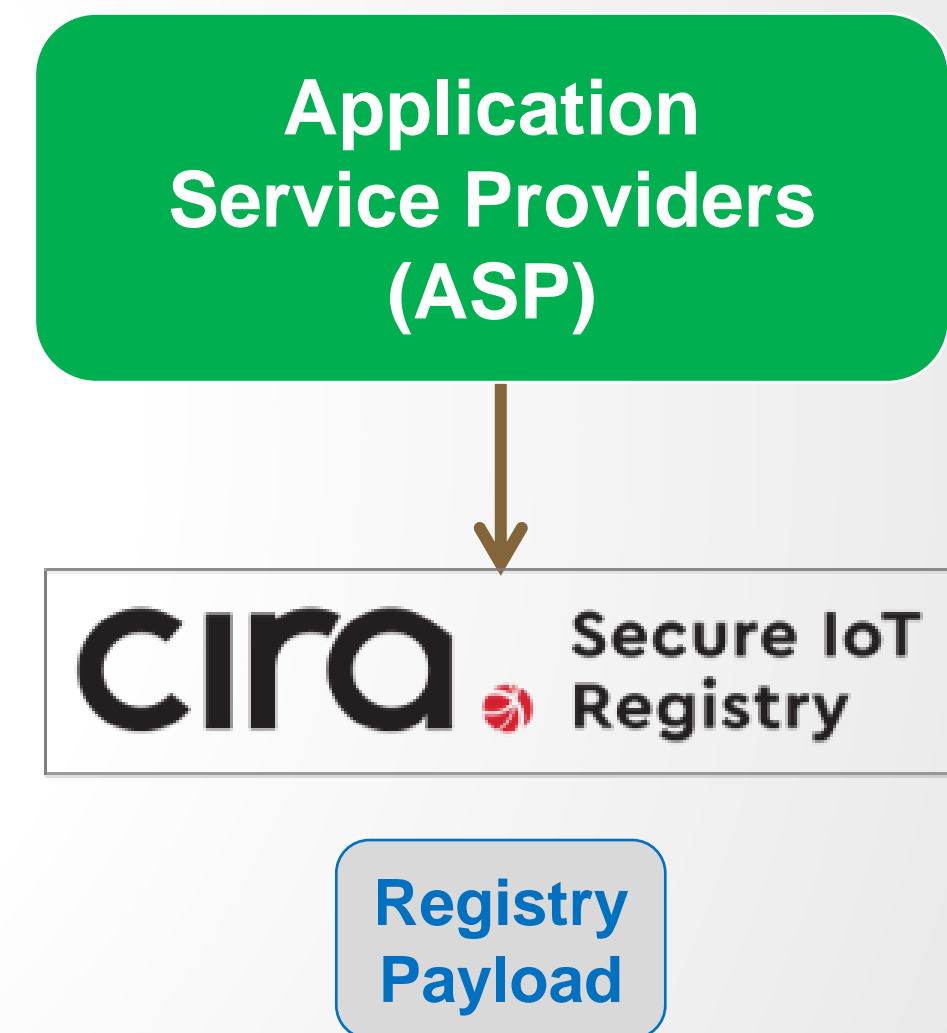 Application
Service Providers
(ASP)
cira. Secure IoT
Registry
Registry
Payload